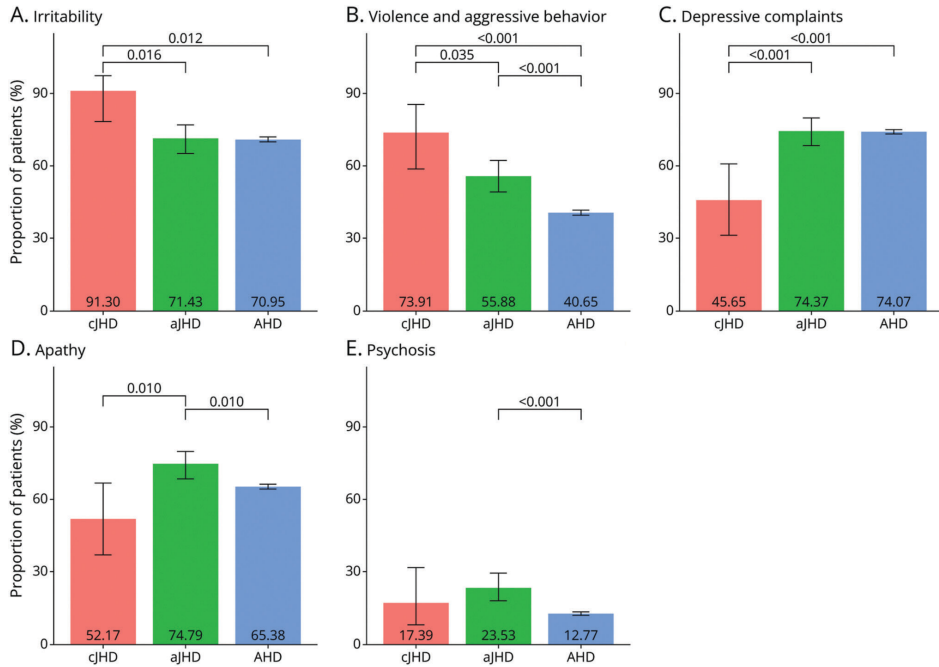 A. Irritability
0.012
0.016
Proportion of patients (%)
90
60
30
0
91.30 71.43 70.95
cJHD aJHD AHD
B. Violence and aggressive behavior
<0.001
0.035
<0.001
90
60
30
0
73.91 55.88 40.65
cJHD aJHD AHD
C. Depressive complaints
<0.001
<0.001
90
60
30
0
45.65 74.37 74.07
cJHD aJHD AHD
D. Apathy
0.010
0.010
Proportion of patients (%)
90
60
30
0
52.17 74.79 65.38
cJHD aJHD AHD
E. Psychosis
<0.001
90
60
30
0
17.39 23.53 12.77
cJHD aJHD AHD